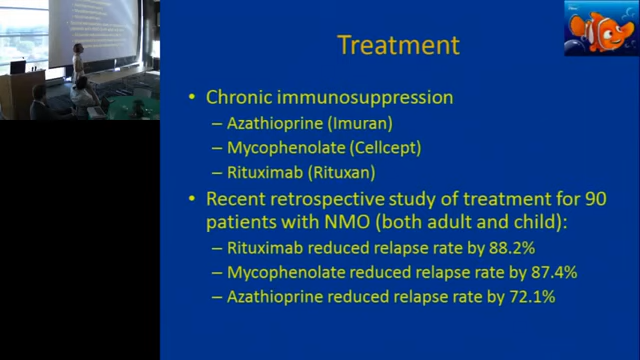 Treatment
• Chronic immunosuppression
– Azathioprine (Imuran)
– Mycophenolate (Cellcept)
– Rituximab (Rituxan)
• Recent retrospective study of treatment for 90
patients with NMO (both adult and child):
– Rituximab reduced relapse rate by 88.2%
– Mycophenolate reduced relapse rate by 87.4%
– Azathioprine reduced relapse rate by 72.1%